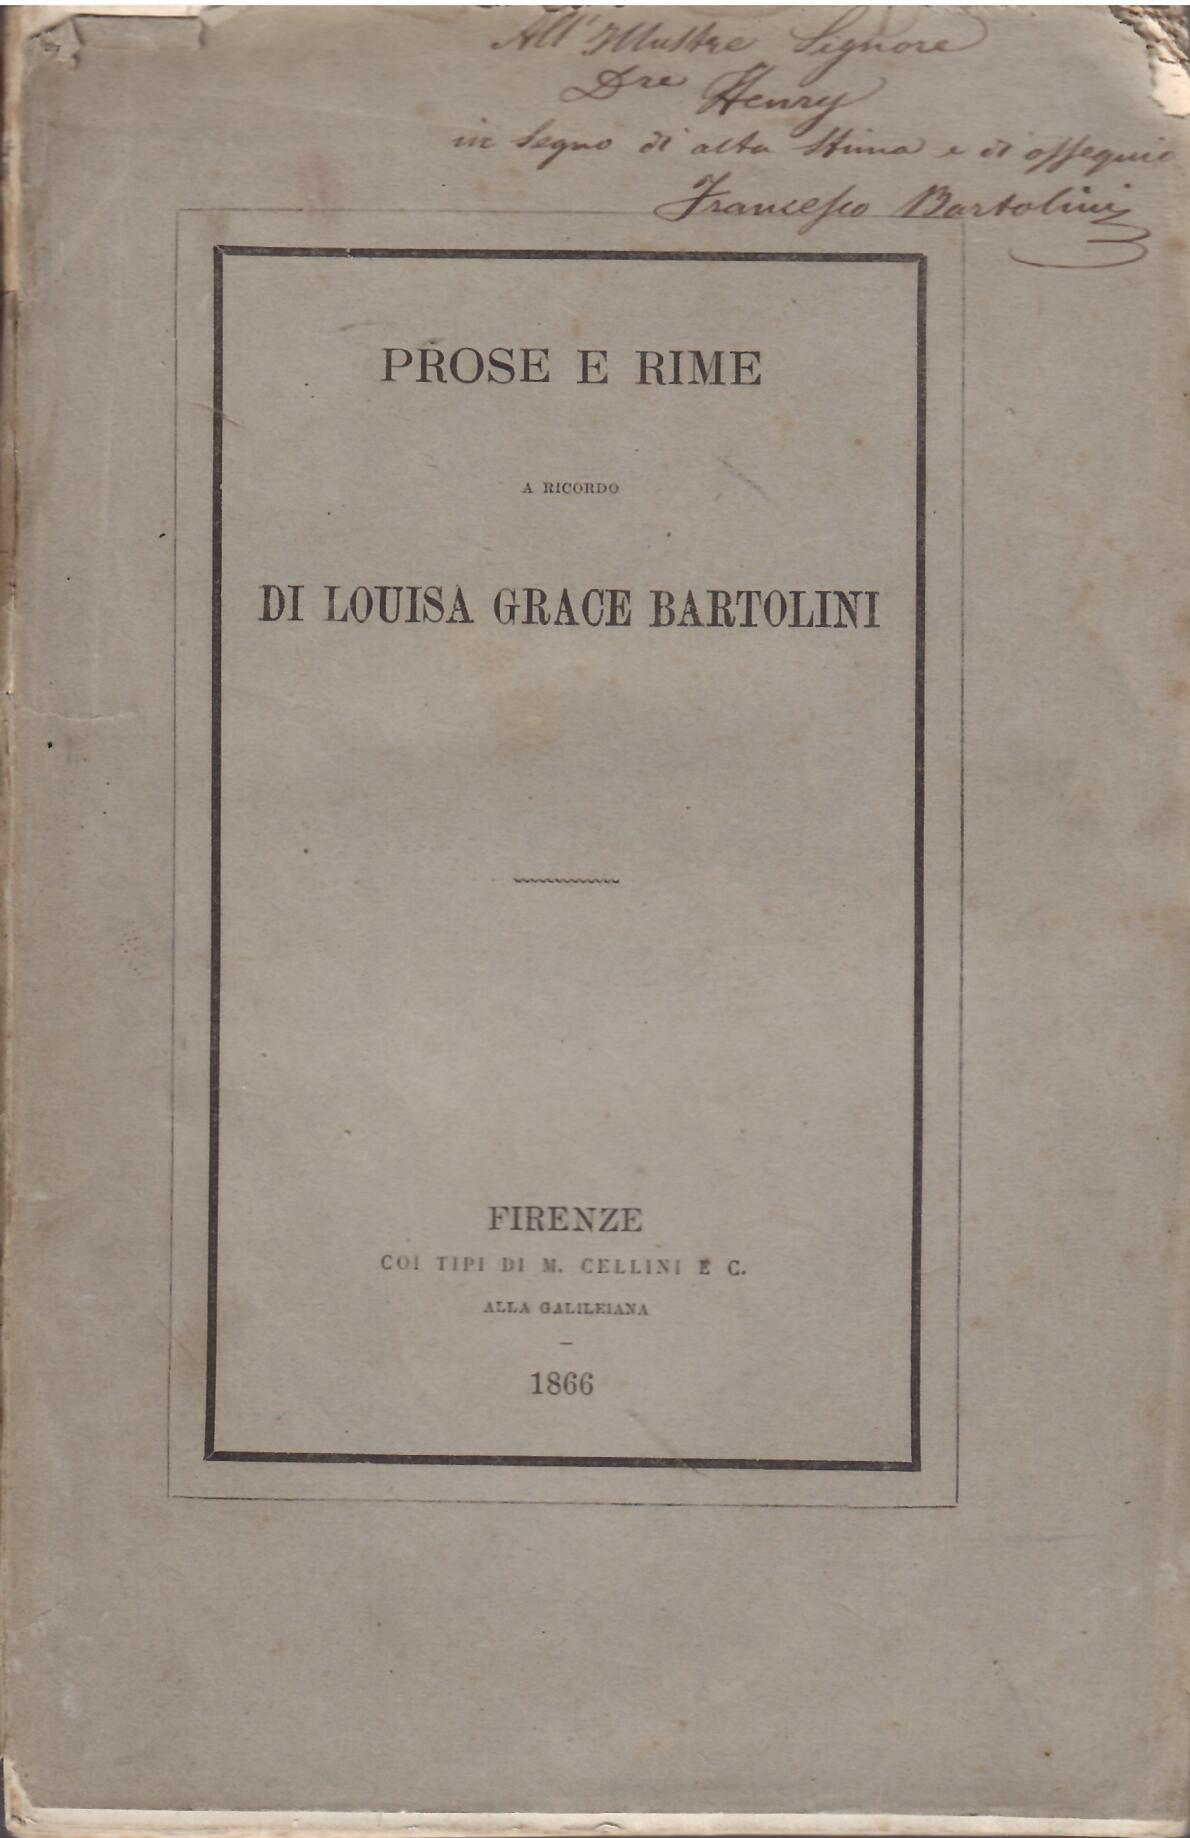 All'Illustre Signore
Dre Henry
in segno di alta stima e di ossequio
Francesco Bartolini
PROSE E RIME
A RICORDO
DI LOUISA GRACE BARTOLINI
FIRENZE
COI TIPI DI M. CELLINI E C.
ALLA GALILEIANA
1866